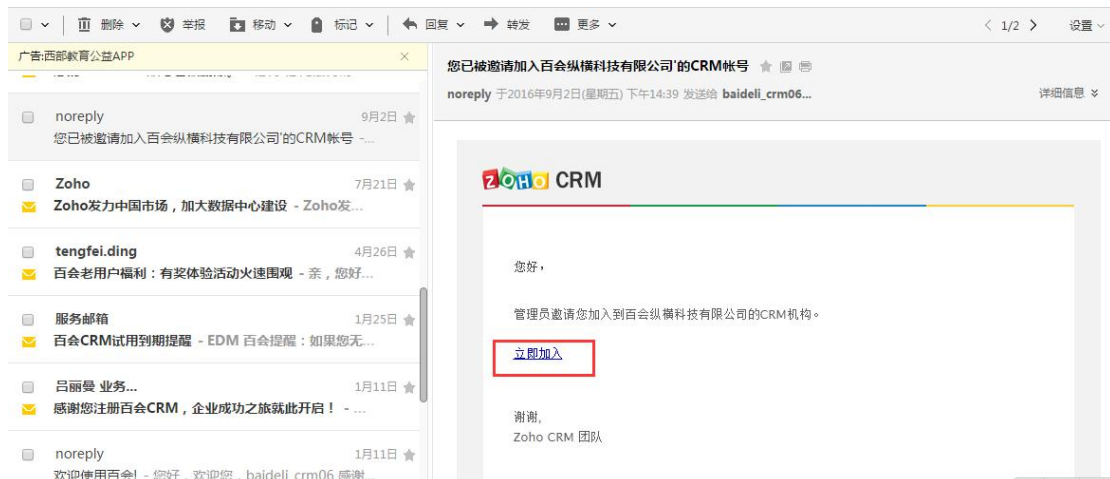 删除 举报 移动 标记 回复 转发 更多 1/2 设置
广告:西部教育公益APP
noreply 9月2日
您已被邀请加入百会纵横科技有限公司'的CRM帐号 -...
Zoho 7月21日
Zoho发力中国市场，加大数据中心建设 - Zoho发...
tengfei.ding 4月26日
百会老用户福利：有奖体验活动火速围观 - 亲，您好...
服务邮箱 1月25日
百会CRM试用到期提醒 - EDM 百会提醒：如果您无...
吕丽曼 业务... 1月11日
感谢您注册百会CRM，企业成功之旅就此开启！ - ...
noreply 1月11日
欢迎使用百会! - 您好，欢迎您，baideli_crm06 感谢...
您已被邀请加入百会纵横科技有限公司'的CRM帐号
noreply 于2016年9月2日(星期五) 下午14:39 发送给 baideli_crm06...
详细信息
ZOHO CRM
您好，
管理员邀请您加入到百会纵横科技有限公司的CRM机构。
立即加入
谢谢,
Zoho CRM 团队